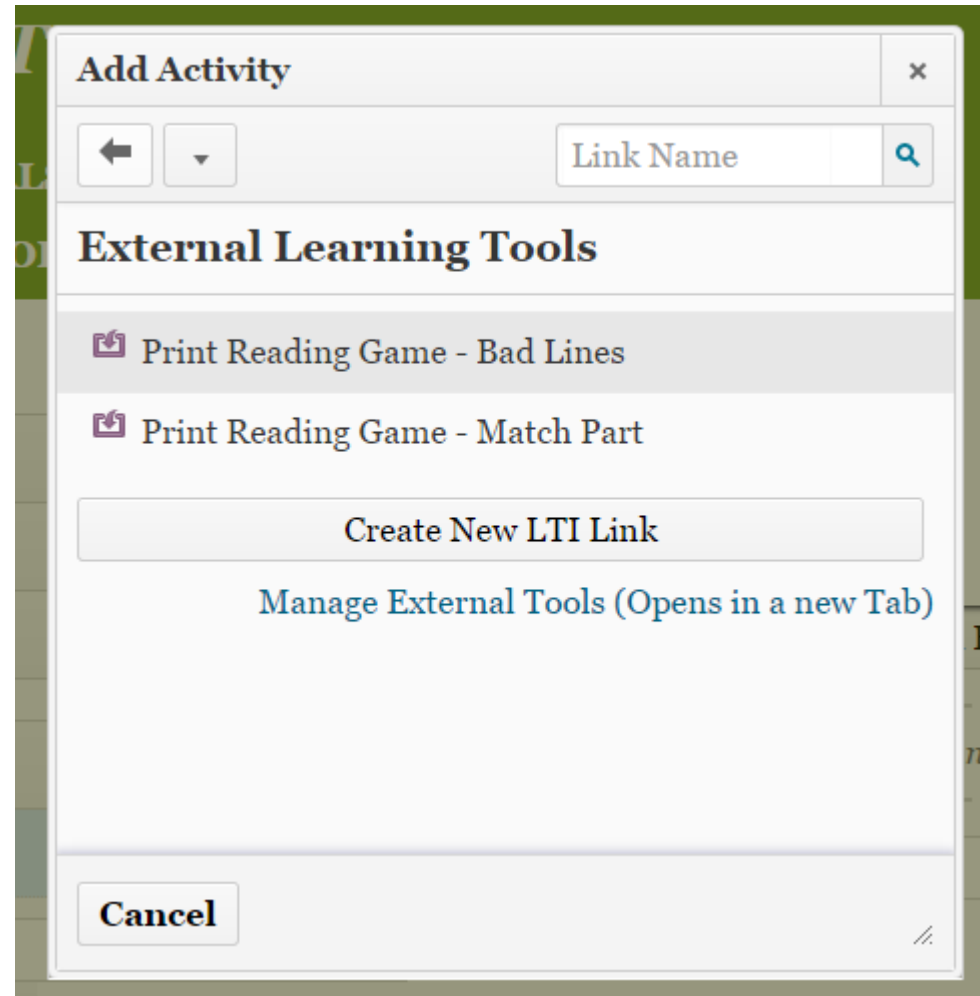 Add Activity
Link Name
External Learning Tools
Print Reading Game - Bad Lines
Print Reading Game - Match Part
Create New LTI Link
Manage External Tools (Opens in a new Tab)
Cancel